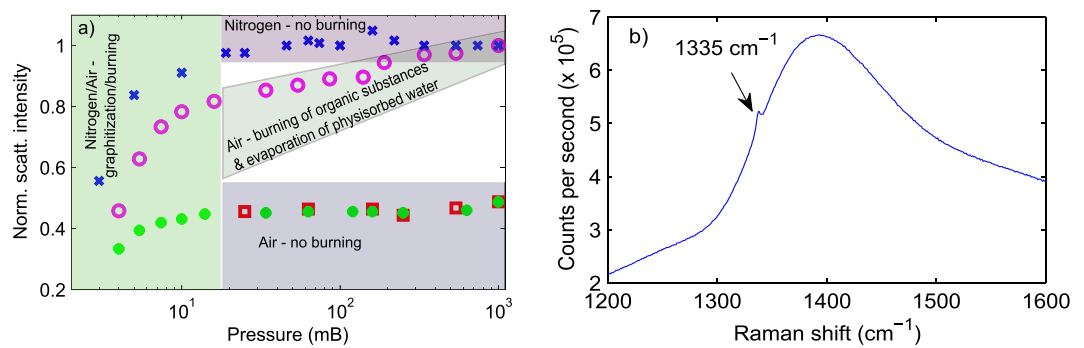 a)
Norm. scatt. intensity
1
0.8
0.6
0.4
0.2
Nitrogen/Air -
graphitization/burning
Nitrogen - no burning
Air - burning of organic substances
& evaporation of physisorbed water
Air - no burning
10¹
10²
10³
Pressure (mB)
b)
1335 cm⁻¹
Counts per second (x 10⁵)
7
6
5
4
3
2
1200
1300
1400
1500
1600
Raman shift (cm⁻¹)